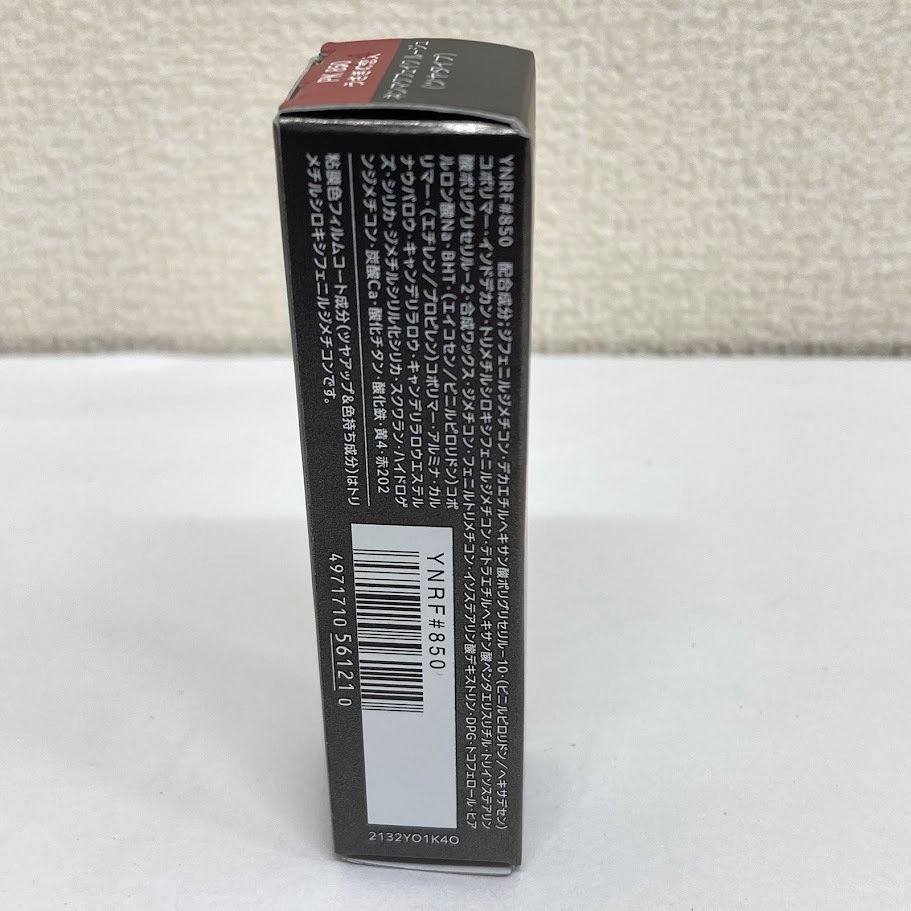 PK 850
ノンマットフェイクルージュ
YNRF#850 配合成分;ジフェニルジメチコン・デカエチルヘキサン酸ポリグリセリル-10・(ビニルピロリドン/ヘキサデセン)
コポリマー・イソドデカン・トリメチルシロキシフェニルジメチコン・テトラエチルヘキサン酸ペンタエリスリチル・トリイソステアリン
酸ポリグリセリル-2・合成ワックス・ジメチコン・フェニルトリメチコン・イソステアリン酸デキストリン・DPG・トコフェロール・ヒア
ルロン酸Na・BHT・(エイコセン/ビニルピロリドン)コポ
リマー・(エチレン/プロピレン)コポリマー・アルミナ・カル
ナウバロウ・キャンデリラロウ・キャンデリラロウエステル
ズ・シリカ・ジメチルシリル化シリカ・スクワラン・ハイドロゲ
ンジメチコン・炭酸Ca・酸化チタン・酸化鉄・黄4・赤202
粘膜色フィルムコート成分(ツヤアップ&色持ち成分)はトリ
メチルシロキシフェニルジメチコンです。
YNRF#850
4971710 56121 0
2132YO1K4O